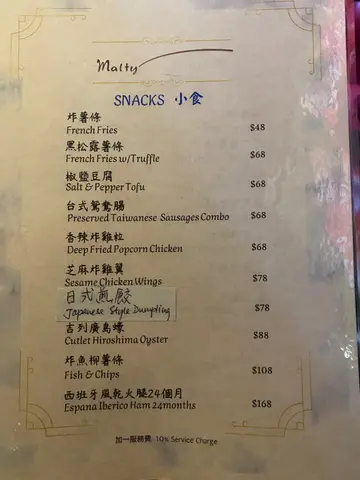 Malty
SNACKS 小食
炸薯條
French Fries $48
黑松露薯條
French Fries w/Truffle $68
椒鹽豆腐
Salt & Pepper Tofu $68
台式鴛鴦腸
Preserved Taiwanese Sausages Combo $68
香辣炸雞粒
Deep Fried Popcorn Chicken $68
芝麻炸雞翼
Sesame Chicken Wings $78
日式煎餃
Japanese Style Dumpling $78
吉列廣島蠔
Cutlet Hiroshima Oyster $88
炸魚柳薯條
Fish & Chips $108
西班牙風乾火腿24個月
Espana Iberico Ham 24months $168
加一服務費 10% Service Charge